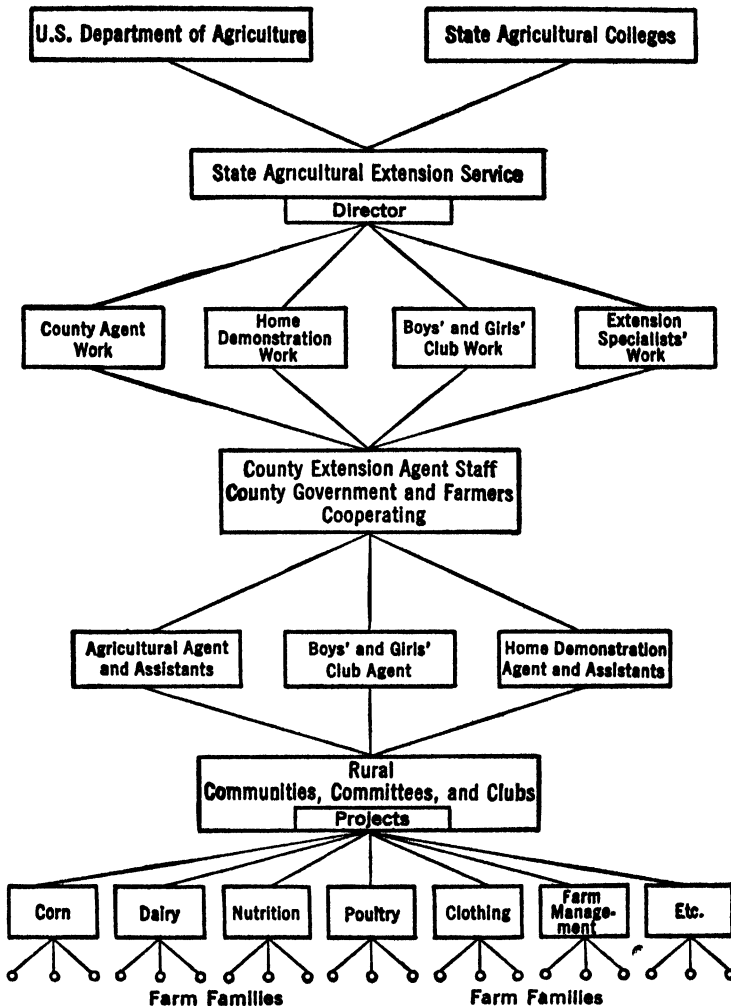 U.S. Department of Agriculture
State Agricultural Colleges
State Agricultural Extension Service
Director
County Agent
Work
Home
Demonstration
Work
Boys' and Girls'
Club Work
Extension
Specialists'
Work
County Extension Agent Staff
County Government and Farmers
Cooperating
Agricultural Agent
and Assistants
Boys' and Girls'
Club Agent
Home Demonstration
Agent and Assistants
Rural
Communities, Committees, and Clubs
Projects
Corn
Dairy
Nutrition
Poultry
Clothing
Farm
Manage-
ment
Etc.
Farm Families
Farm Families